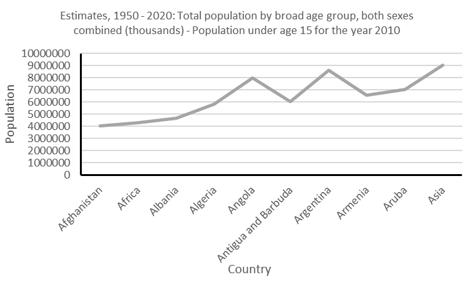 Estimates, 1950 - 2020: Total population by broad age group, both sexes
combined (thousands) - Population under age 15 for the year 2010
Population
10000000
9000000
8000000
7000000
6000000
5000000
4000000
3000000
2000000
1000000
0
Afghanistan
Africa
Albania
Algeria
Angola
Antigua and Barbuda
Argentina
Armenia
Aruba
Asia
Country